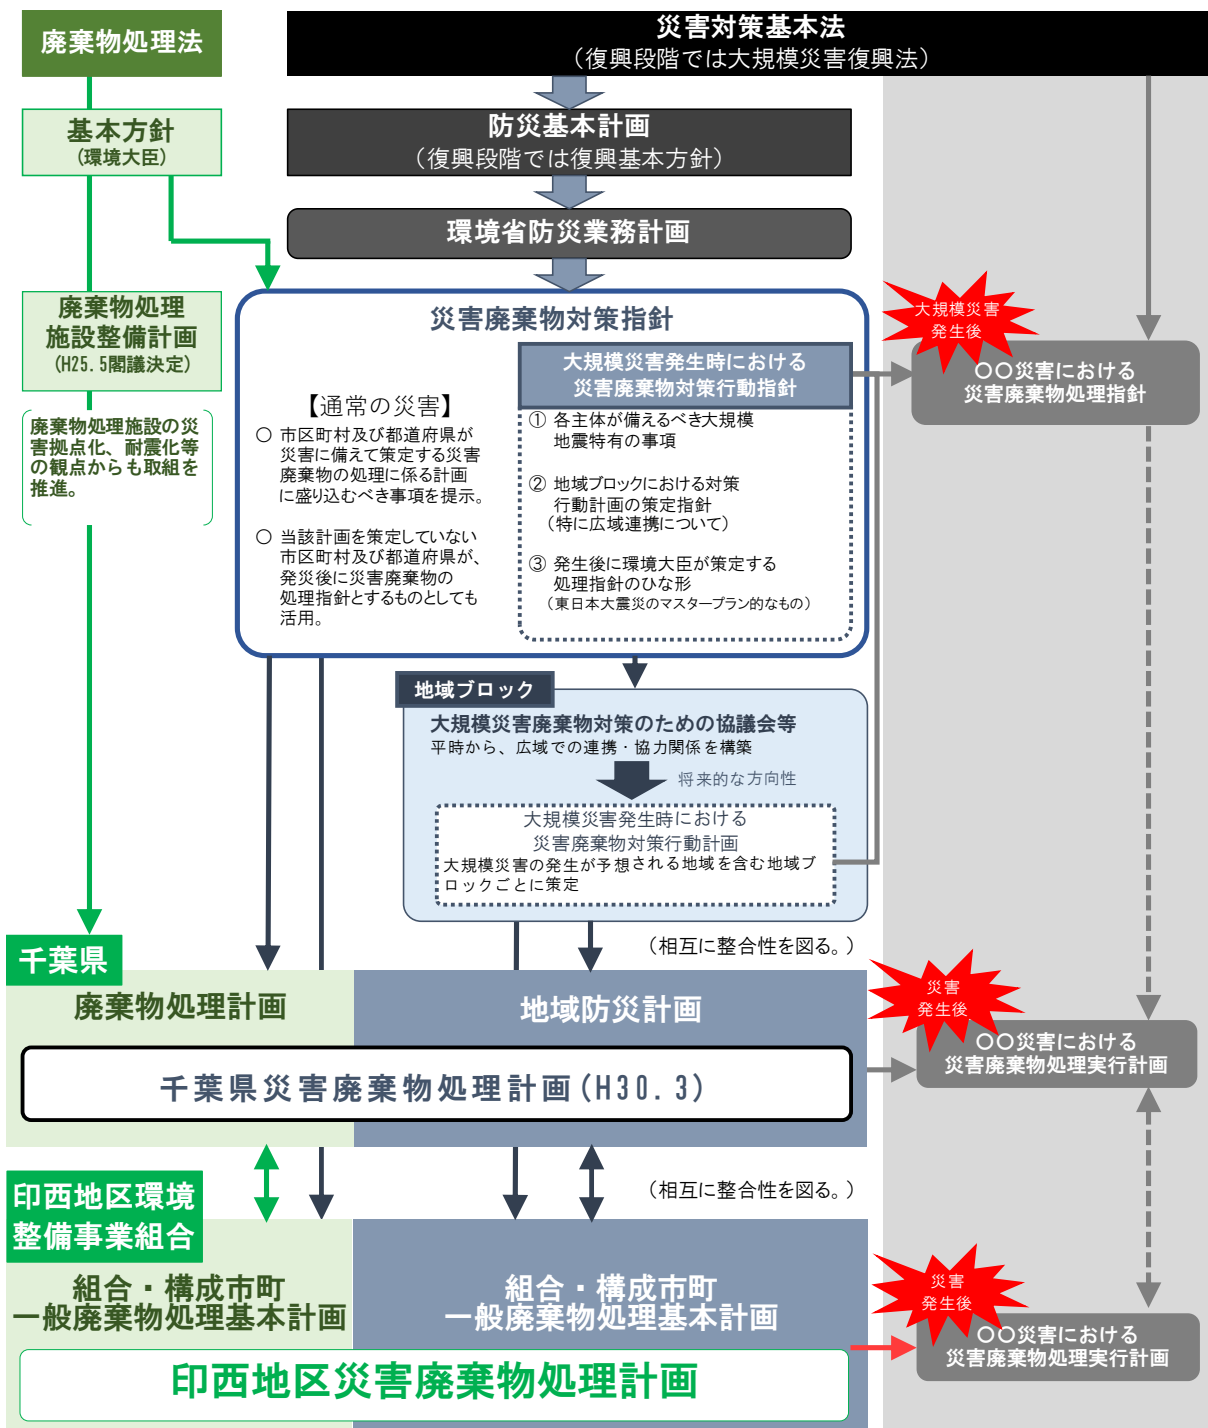 廃棄物処理法
災害対策基本法
（復興段階では大規模災害復興法）
基本方針
（環境大臣）
防災基本計画
（復興段階では復興基本方針）
環境省防災業務計画
廃棄物処理
施設整備計画
（H25.5閣議決定）
廃棄物処理施設の災
害拠点化、耐震化等
の観点からも取組を
推進。
災害廃棄物対策指針
【通常の災害】
○ 市区町村及び都道府県が
災害に備えて策定する災害
廃棄物の処理に係る計画
に盛り込むべき事項を提示。
○ 当該計画を策定していない
市区町村及び都道府県が、
発災後に災害廃棄物の
処理指針とするものとしても
活用。
大規模災害発生時における
災害廃棄物対策行動指針
① 各主体が備えるべき大規模
地震特有の事項
② 地域ブロックにおける対策
行動計画の策定指針
（特に広域連携について）
③ 発生後に環境大臣が策定する
処理指針のひな形
（東日本大震災のマスタープラン的なもの）
大規模災害
発生後
〇〇災害における
災害廃棄物処理指針
地域ブロック
大規模災害廃棄物対策のための協議会等
平時から、広域での連携・協力関係を構築
将来的な方向性
大規模災害発生時における
災害廃棄物対策行動計画
大規模災害の発生が予想される地域を含む地域ブ
ロックごとに策定
（相互に整合性を図る。）
千葉県
廃棄物処理計画
地域防災計画
千葉県災害廃棄物処理計画(H30.3)
災害
発生後
〇〇災害における
災害廃棄物処理実行計画
（相互に整合性を図る。）
印西地区環境
整備事業組合
組合・構成市町
一般廃棄物処理基本計画
組合・構成市町
一般廃棄物処理基本計画
印西地区災害廃棄物処理計画
災害
発生後
〇〇災害における
災害廃棄物処理実行計画